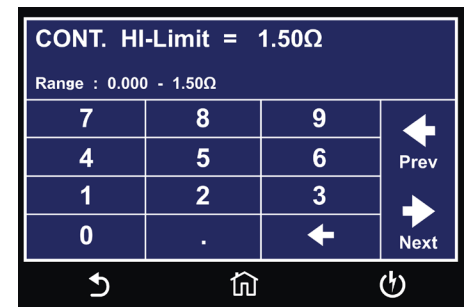 CONT. HI-Limit = 1.50Ω
Range : 0.000 - 1.50Ω
7 8 9
4 5 6
Prev
1 2 3
0 .
Next